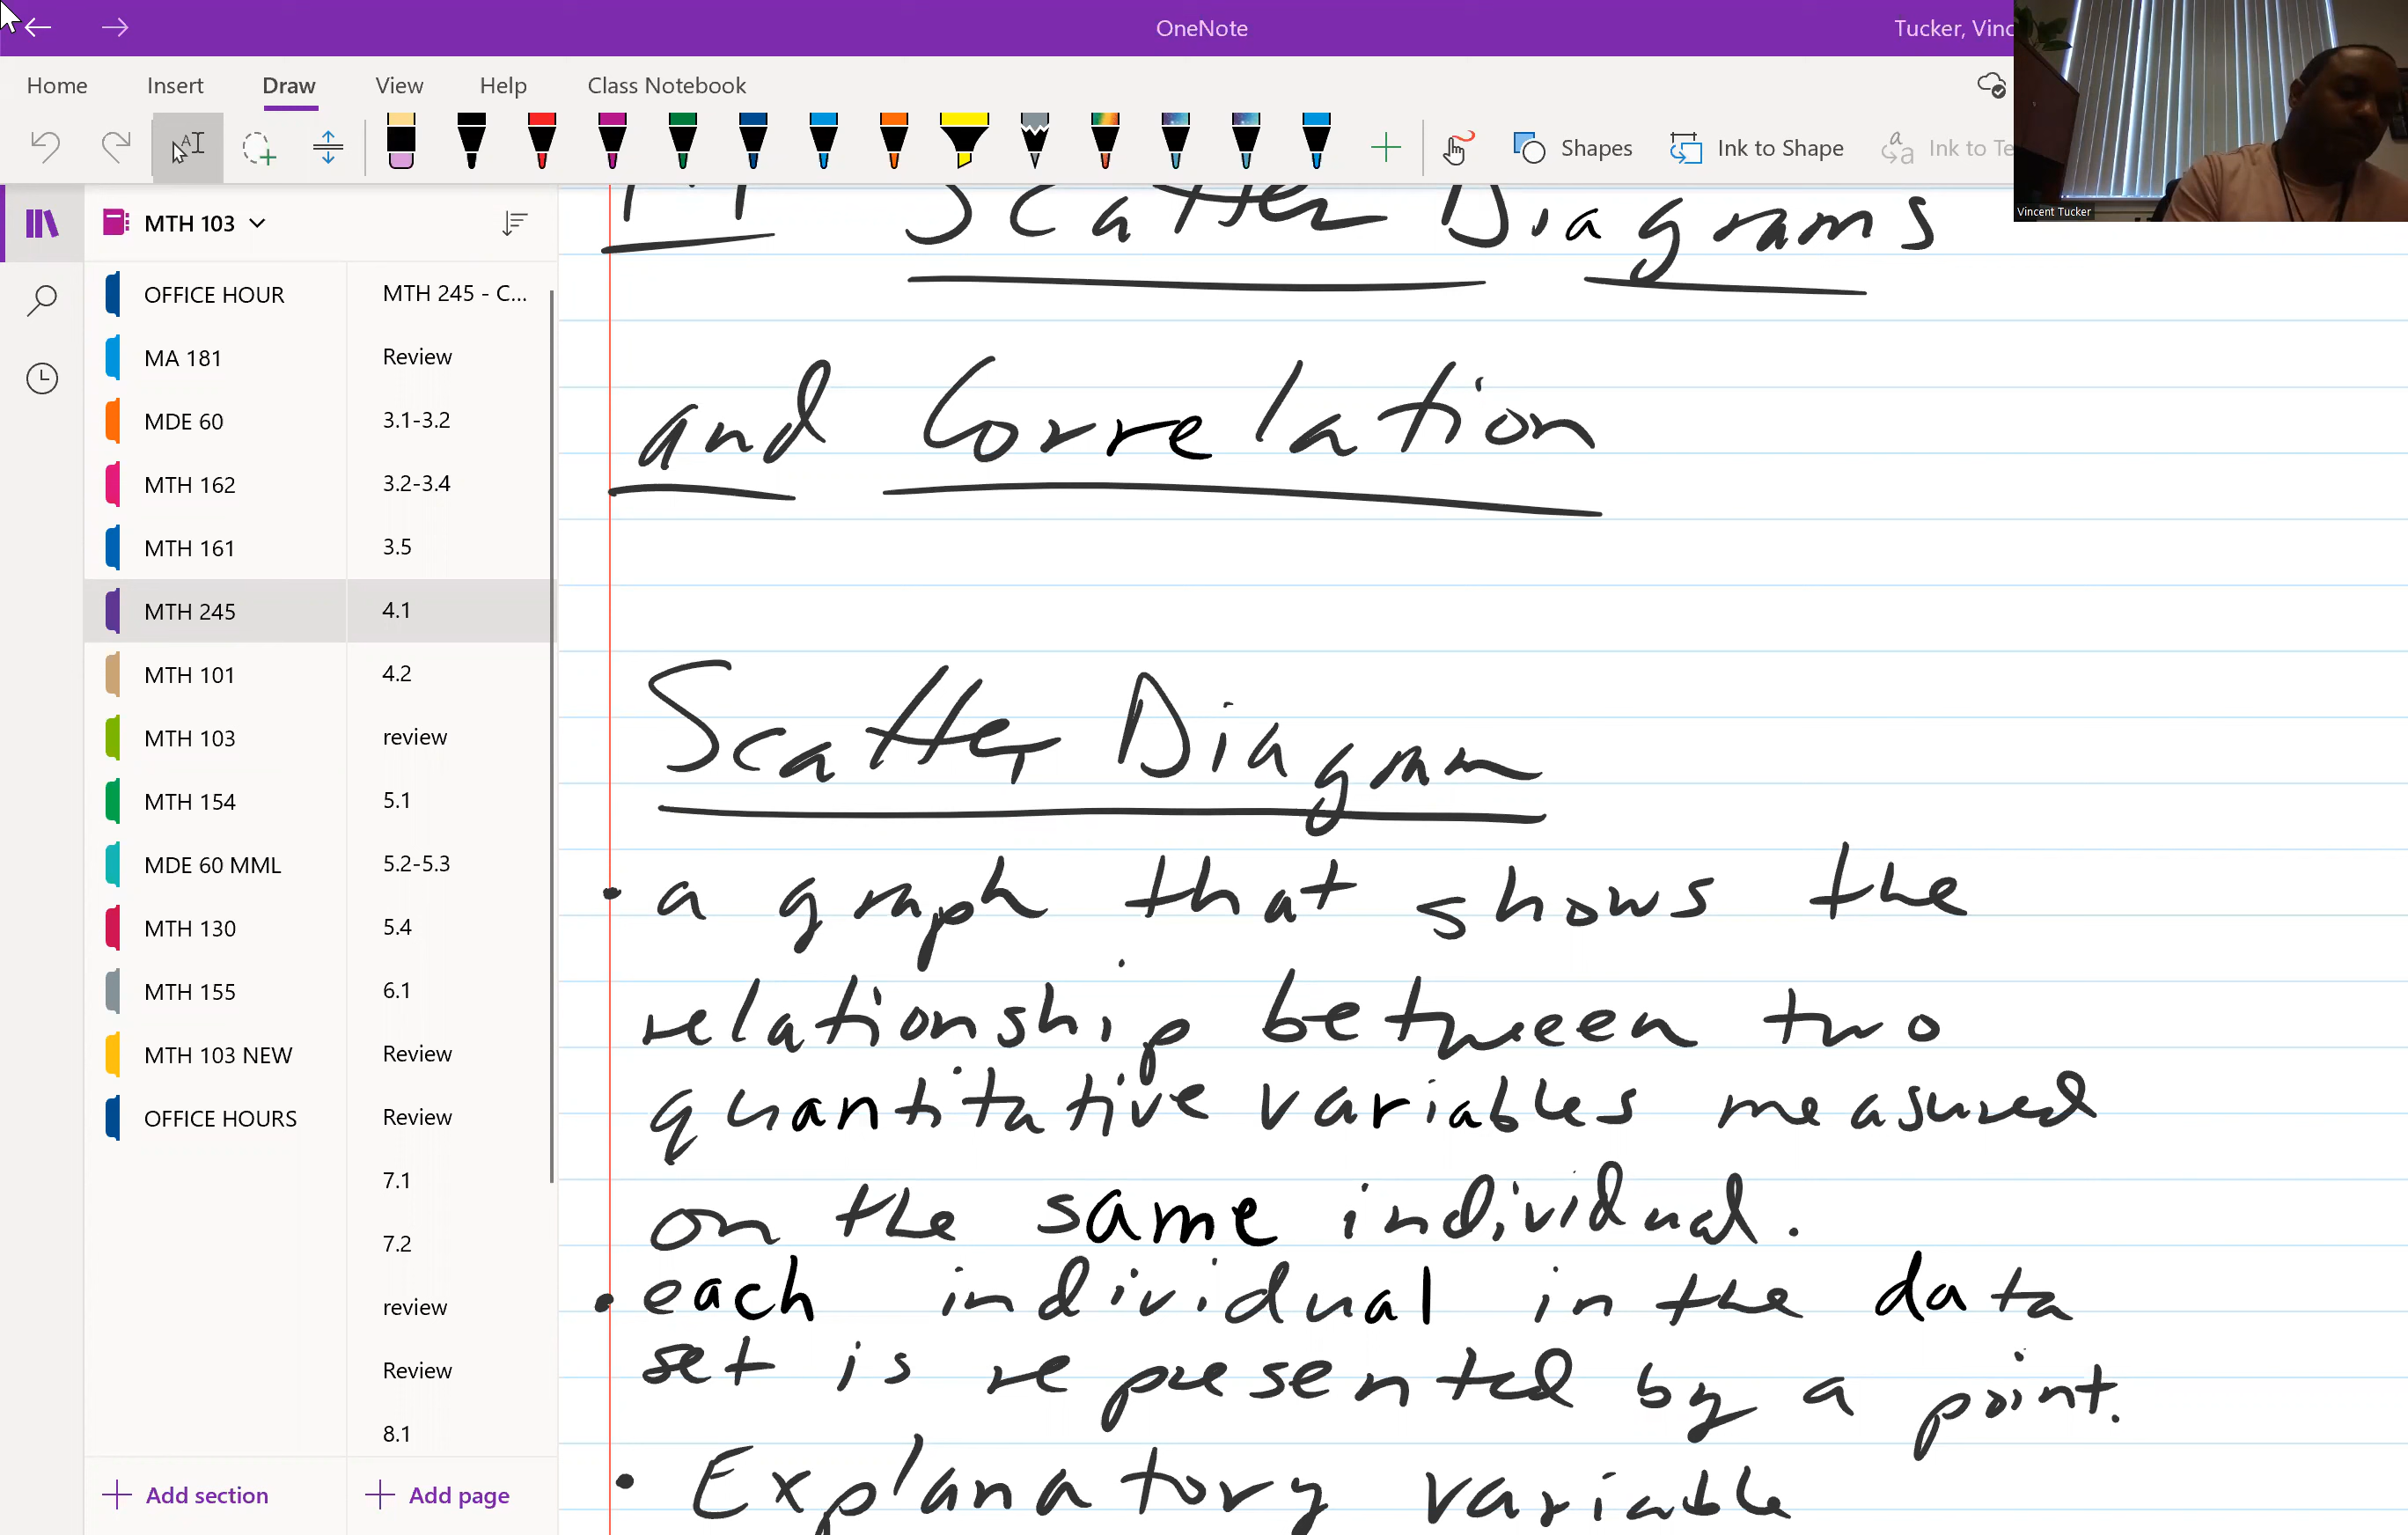 OneNote
Tucker, Vinc
Home Insert Draw View Help Class Notebook
Shapes Ink to Shape Ink to Te
Vincent Tucker
MTH 103
OFFICE HOUR
MA 181
MDE 60
MTH 162
MTH 161
MTH 245
MTH 101
MTH 103
MTH 154
MDE 60 MML
MTH 130
MTH 155
MTH 103 NEW
OFFICE HOURS
Add section
MTH 245 - C...
Review
3.1-3.2
3.2-3.4
3.5
4.1
4.2
review
5.1
5.2-5.3
5.4
6.1
Review
Review
7.1
7.2
review
Review
8.1
Add page
Scatter Diagrams
and Correlation
Scatter Diagram
• a graph that shows the
relationship between two
quantitative variables measured
on the same individual.
• each individual in the data
set is represented by a point.
• Explanatory variable